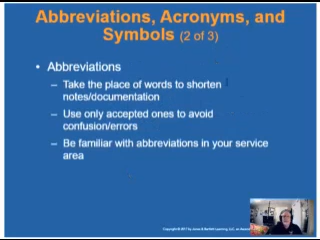 Abbreviations, Acronyms, and
Symbols (2 of 3)
• Abbreviations
– Take the place of words to shorten
notes/documentation
– Use only accepted ones to avoid
confusion/errors
– Be familiar with abbreviations in your service
area
Copyright © 2017 by Jones & Bartlett Learning, LLC, an Ascend